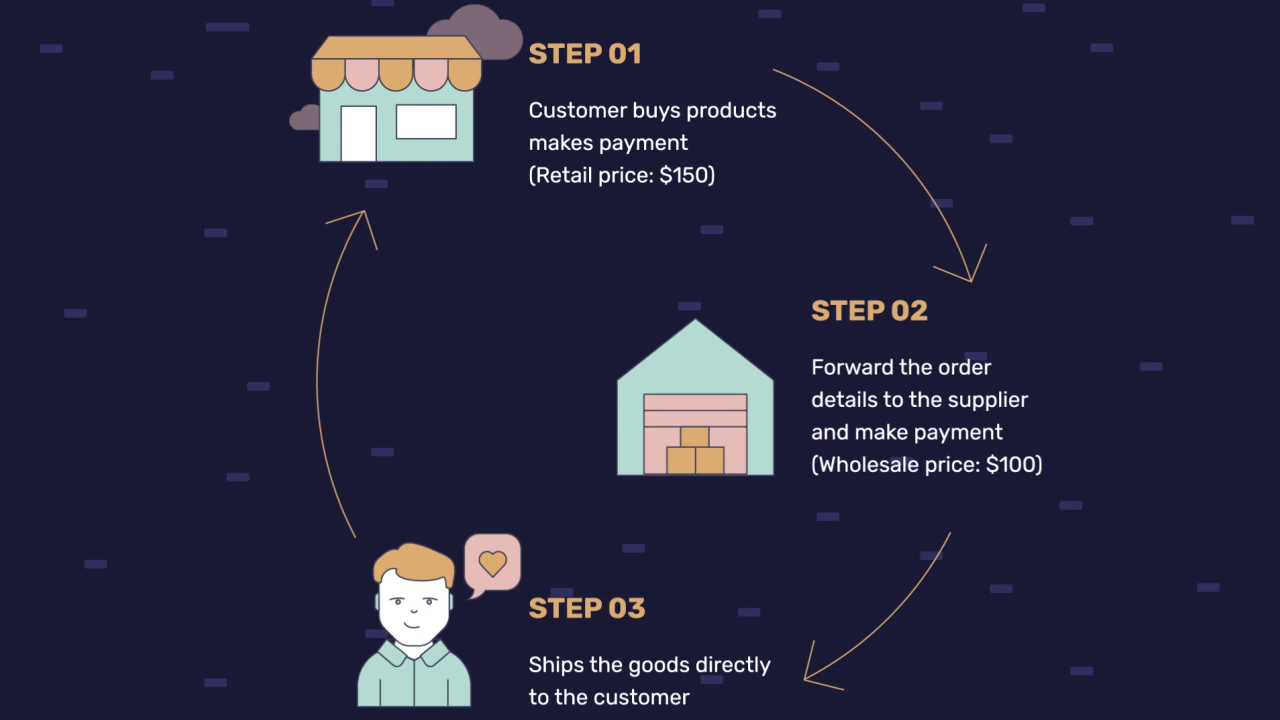 STEP 01
Customer buys products
makes payment
(Retail price: $150)
STEP 02
Forward the order
details to the supplier
and make payment
(Wholesale price: $100)
STEP 03
Ships the goods directly
to the customer